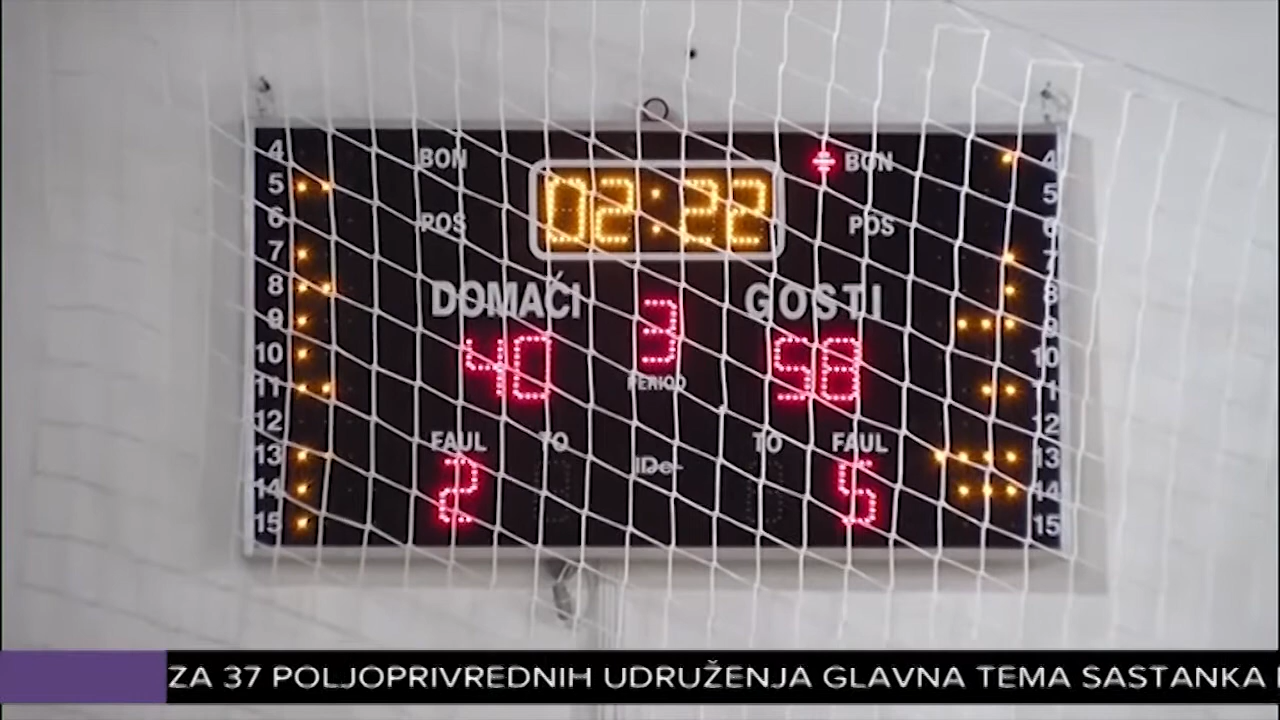 4 BON 02:22 BON 4
5 5
6 POS POS 6
7 7
8 DOMAĆI GOSTI 8
9 3 9
10 40 58 10
11 PERIOD 11
12 12
13 FAUL TO TO FAUL 13
14 2 IDe 5 14
15 15
ZA 37 POLJOPRIVREDNIH UDRUŽENJA GLAVNA TEMA SASTANKA